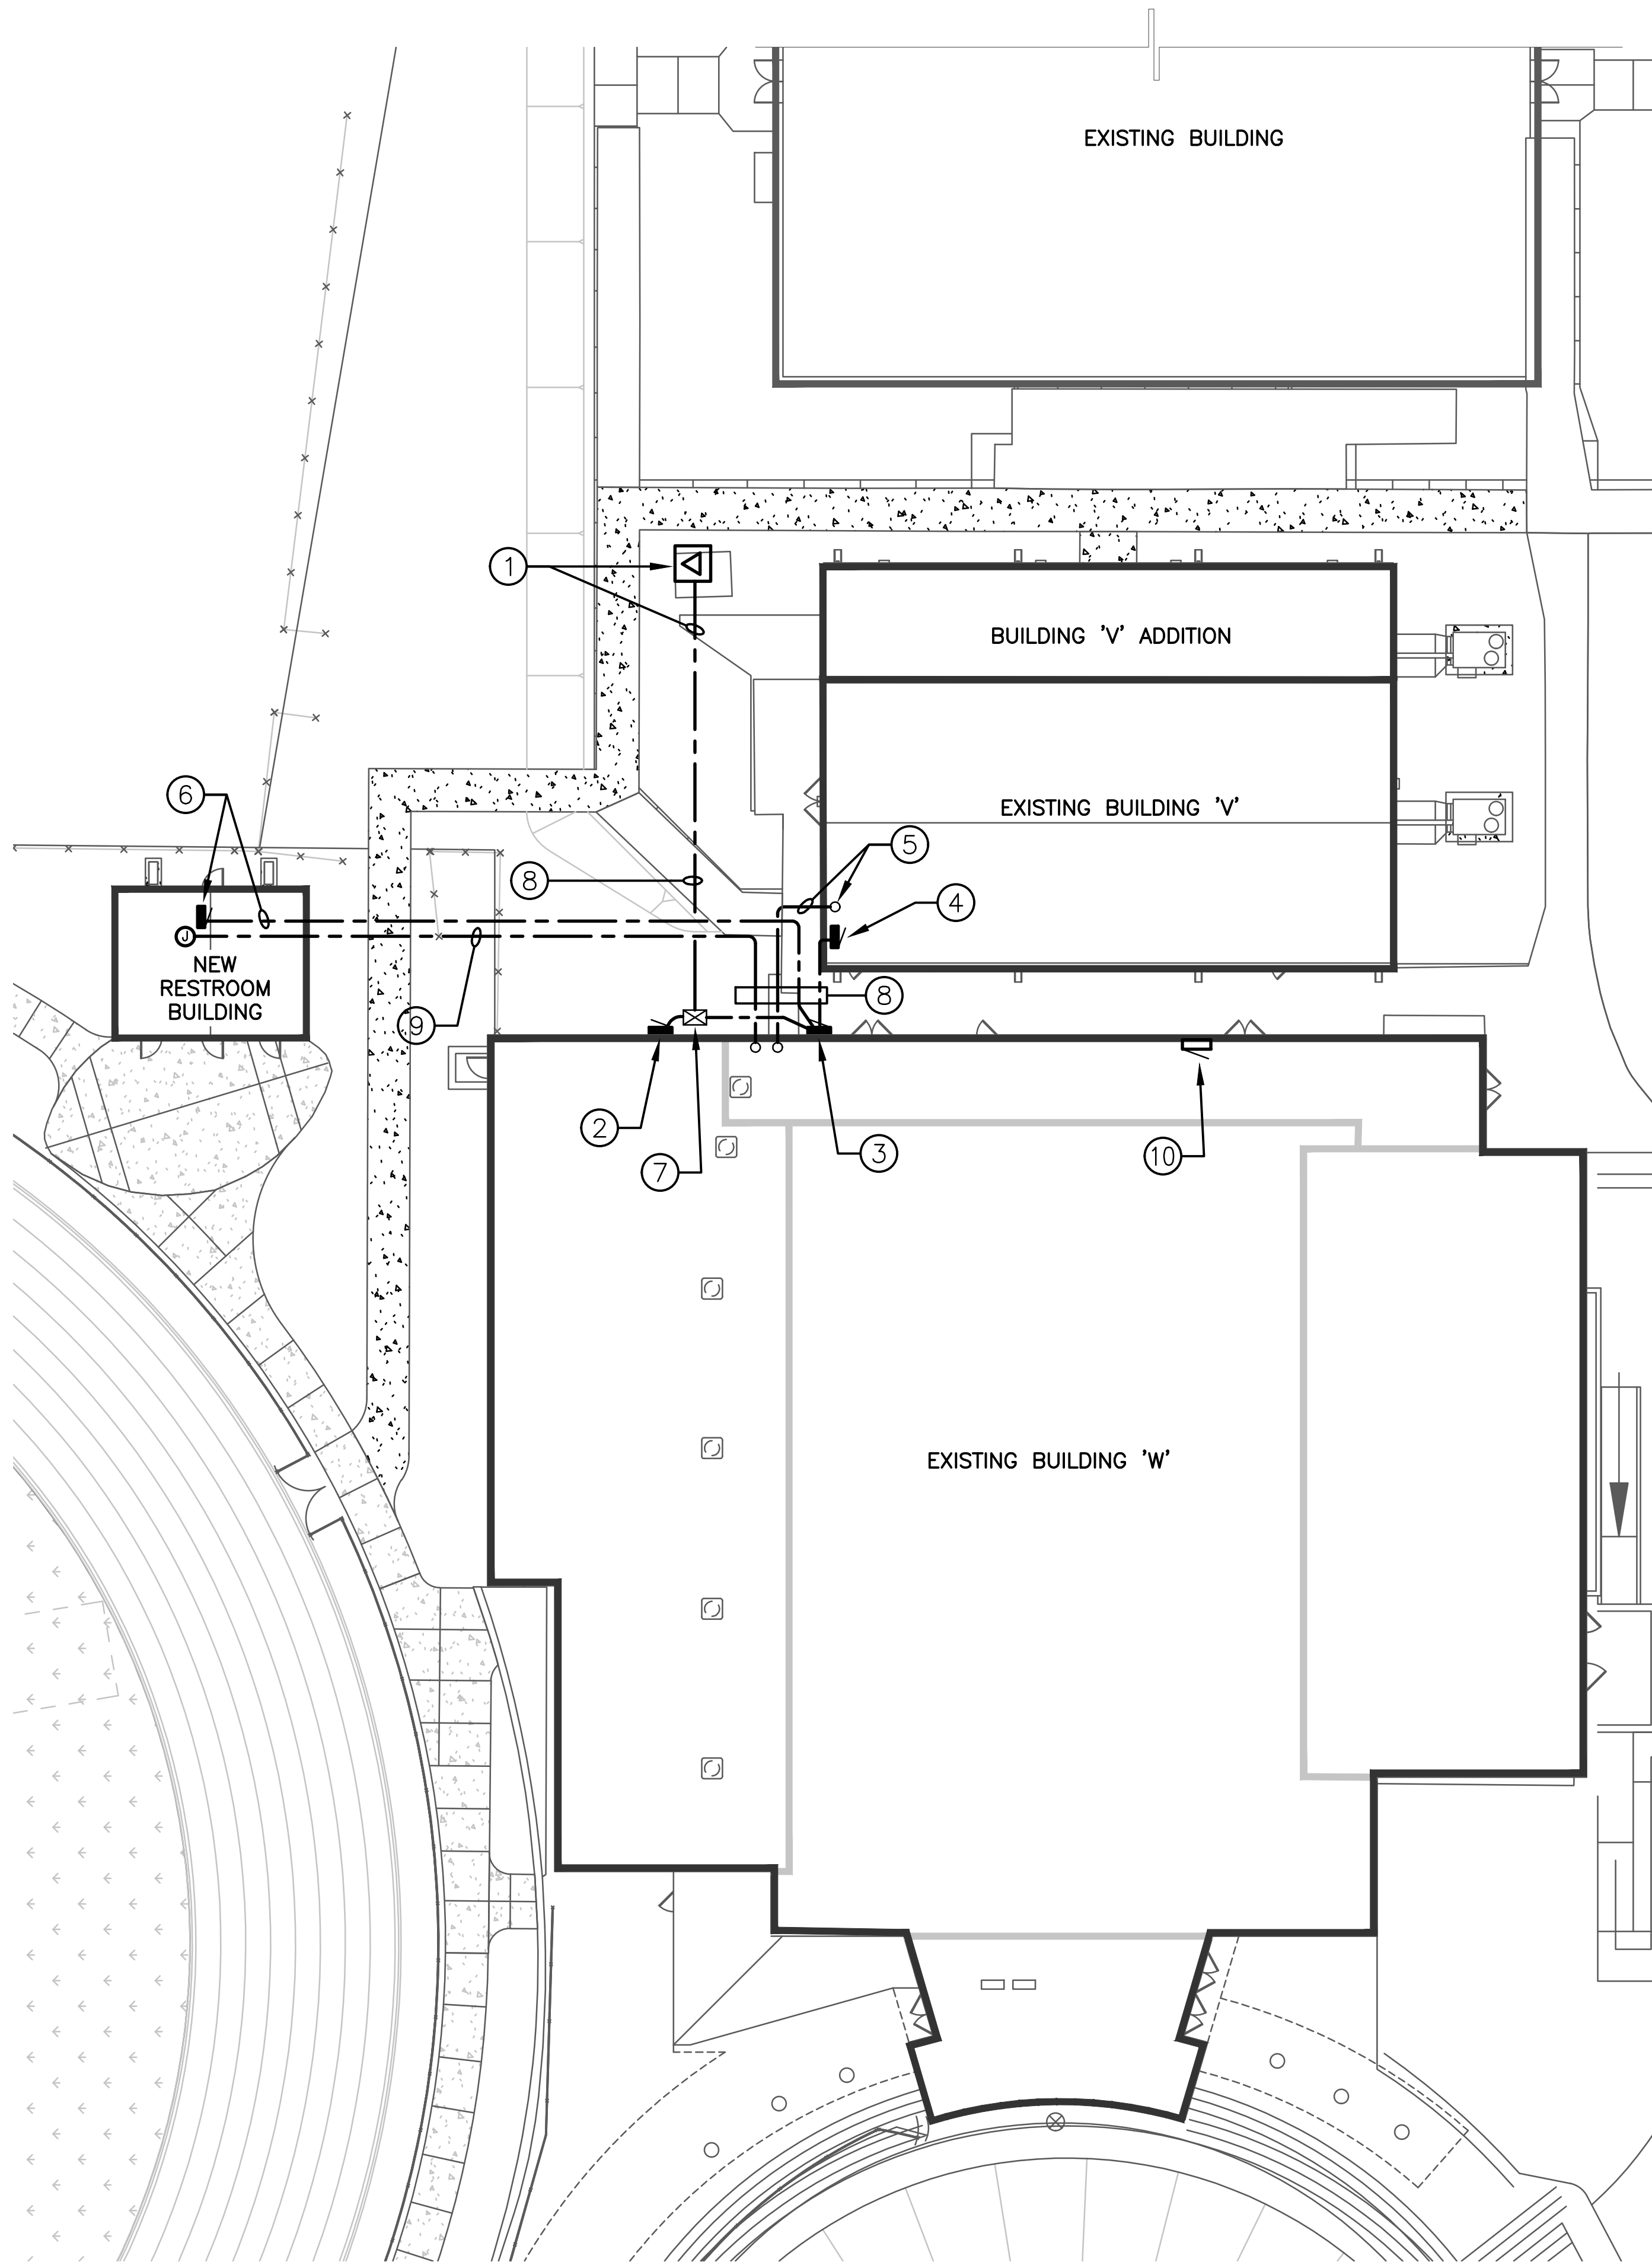 EXISTING BUILDING
1
BUILDING 'V' ADDITION
6
EXISTING BUILDING 'V'
5
8
4
J
NEW
RESTROOM
BUILDING
8
9
2
3
10
7
EXISTING BUILDING 'W'